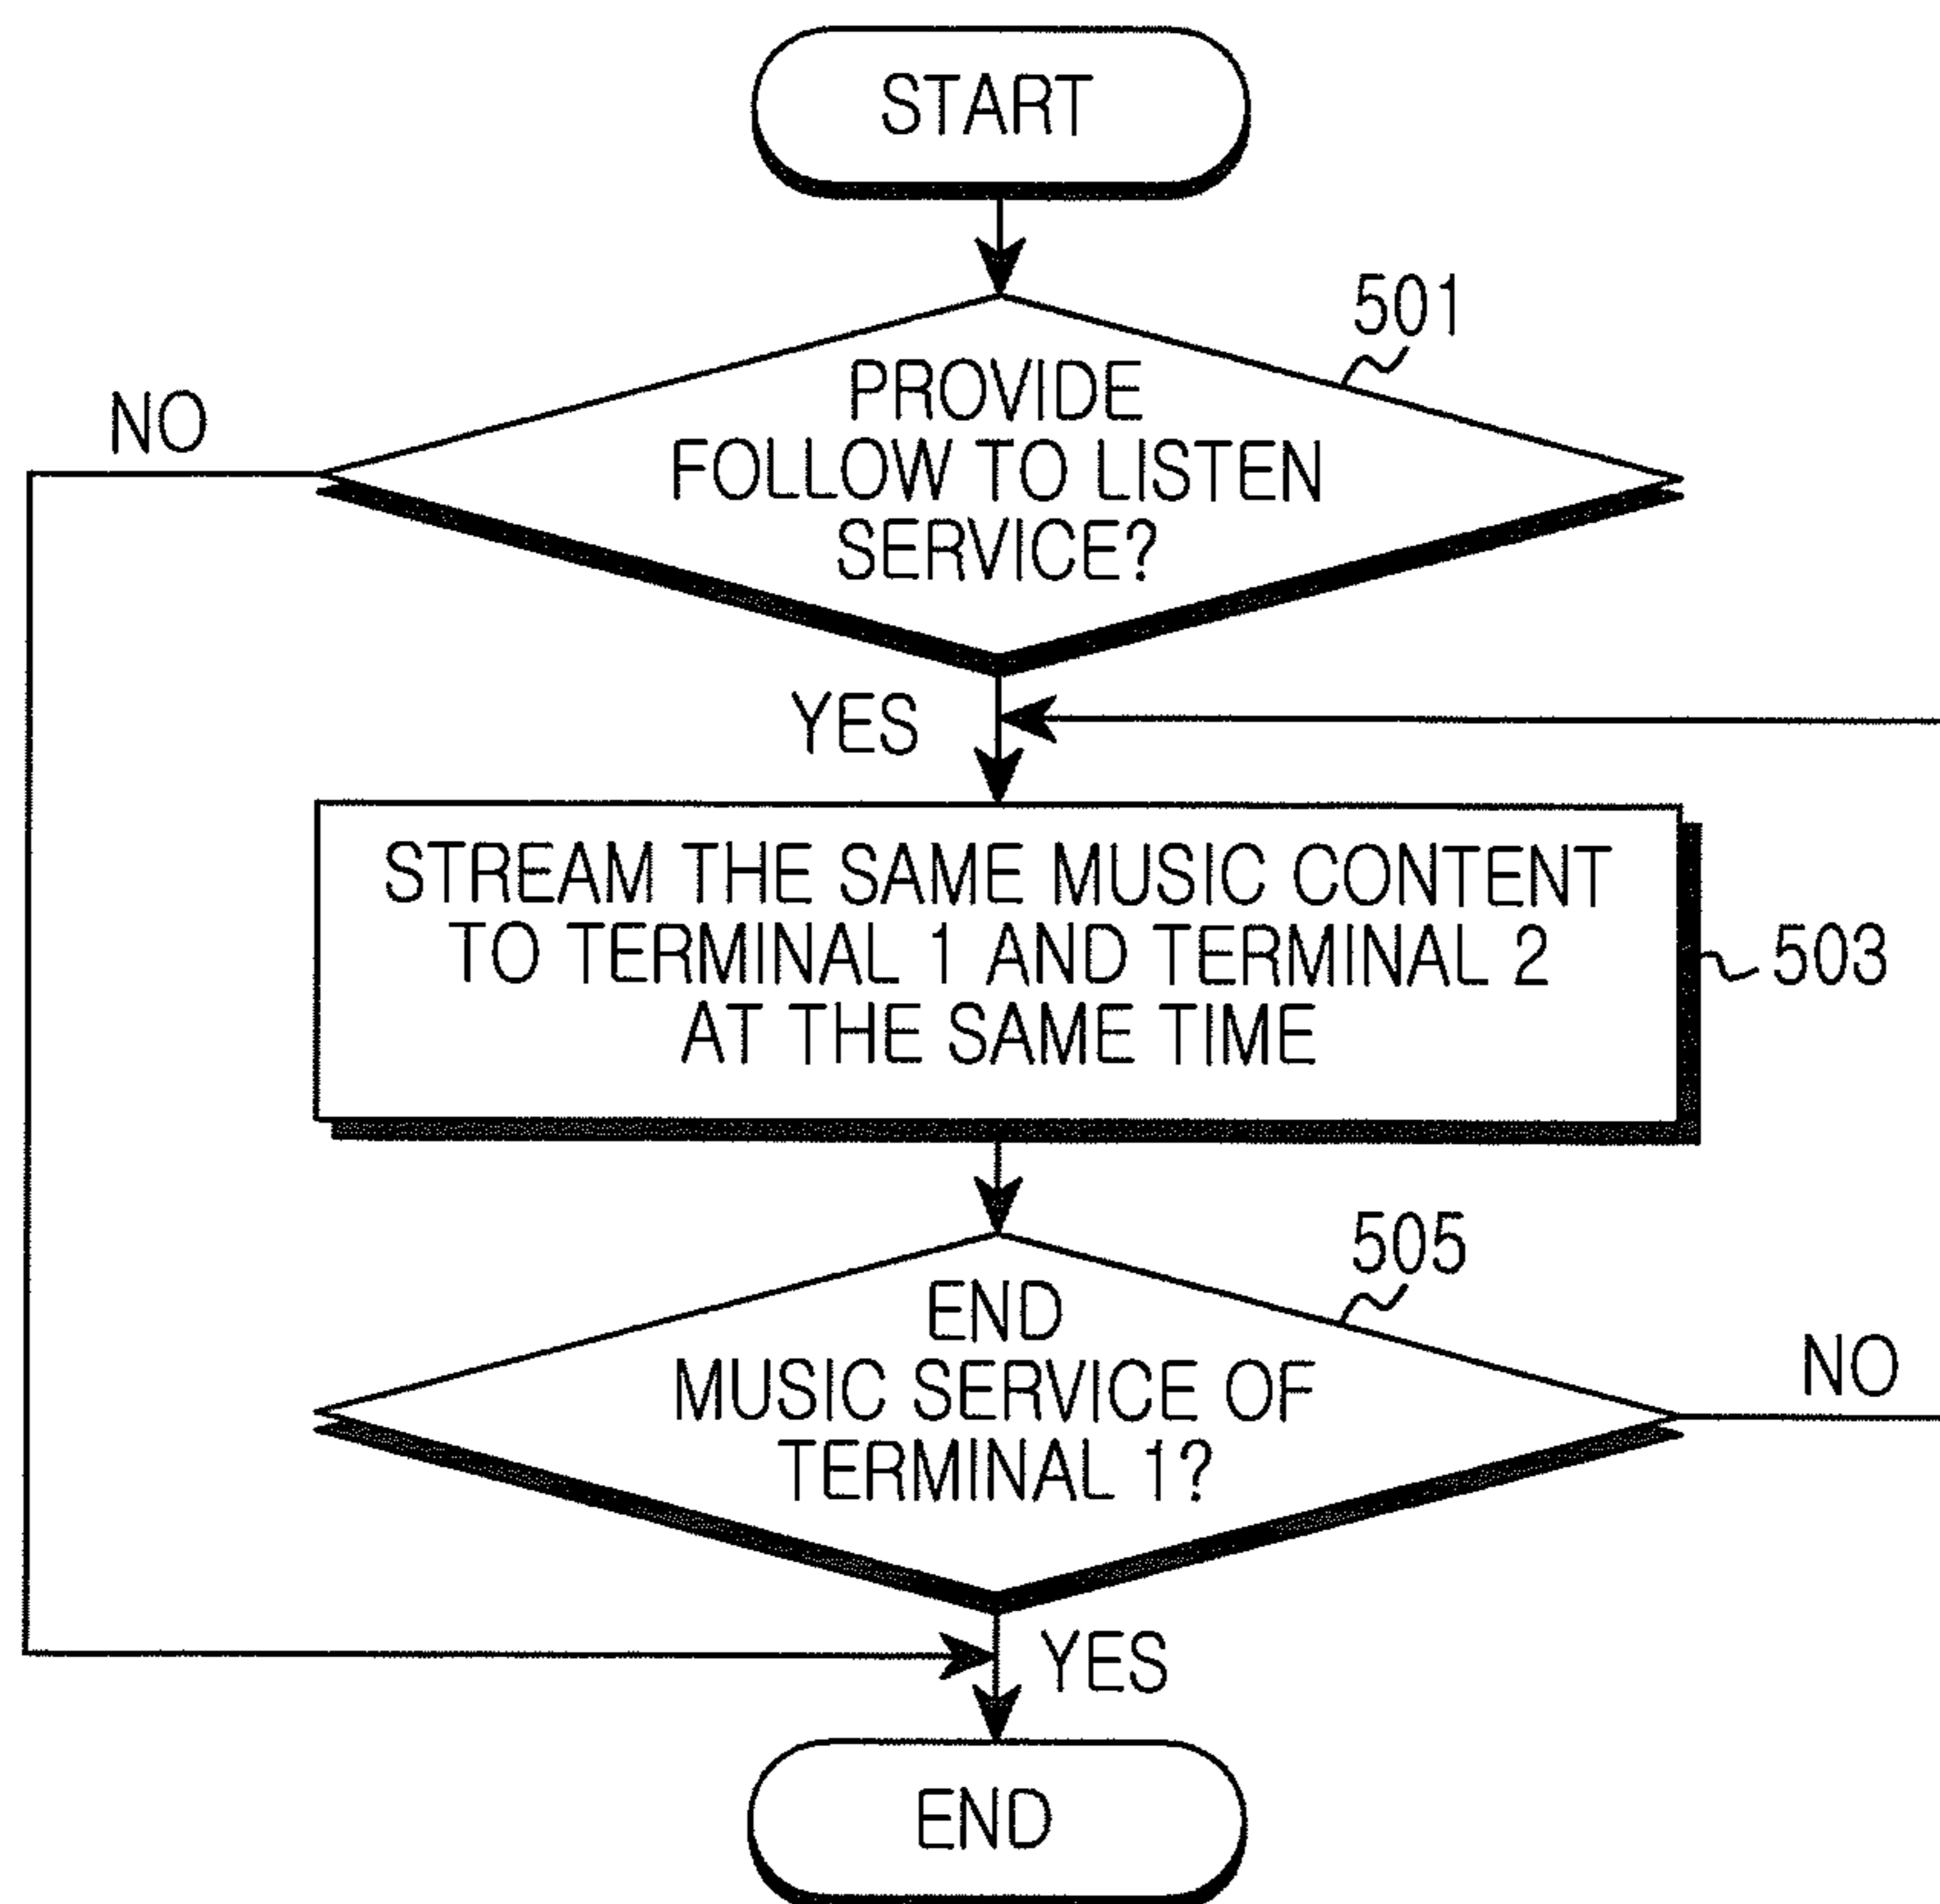 START
501
NO
PROVIDE
FOLLOW TO LISTEN
SERVICE?
YES
STREAM THE SAME MUSIC CONTENT
TO TERMINAL 1 AND TERMINAL 2
AT THE SAME TIME
503
505
END
MUSIC SERVICE OF
TERMINAL 1?
NO
YES
END